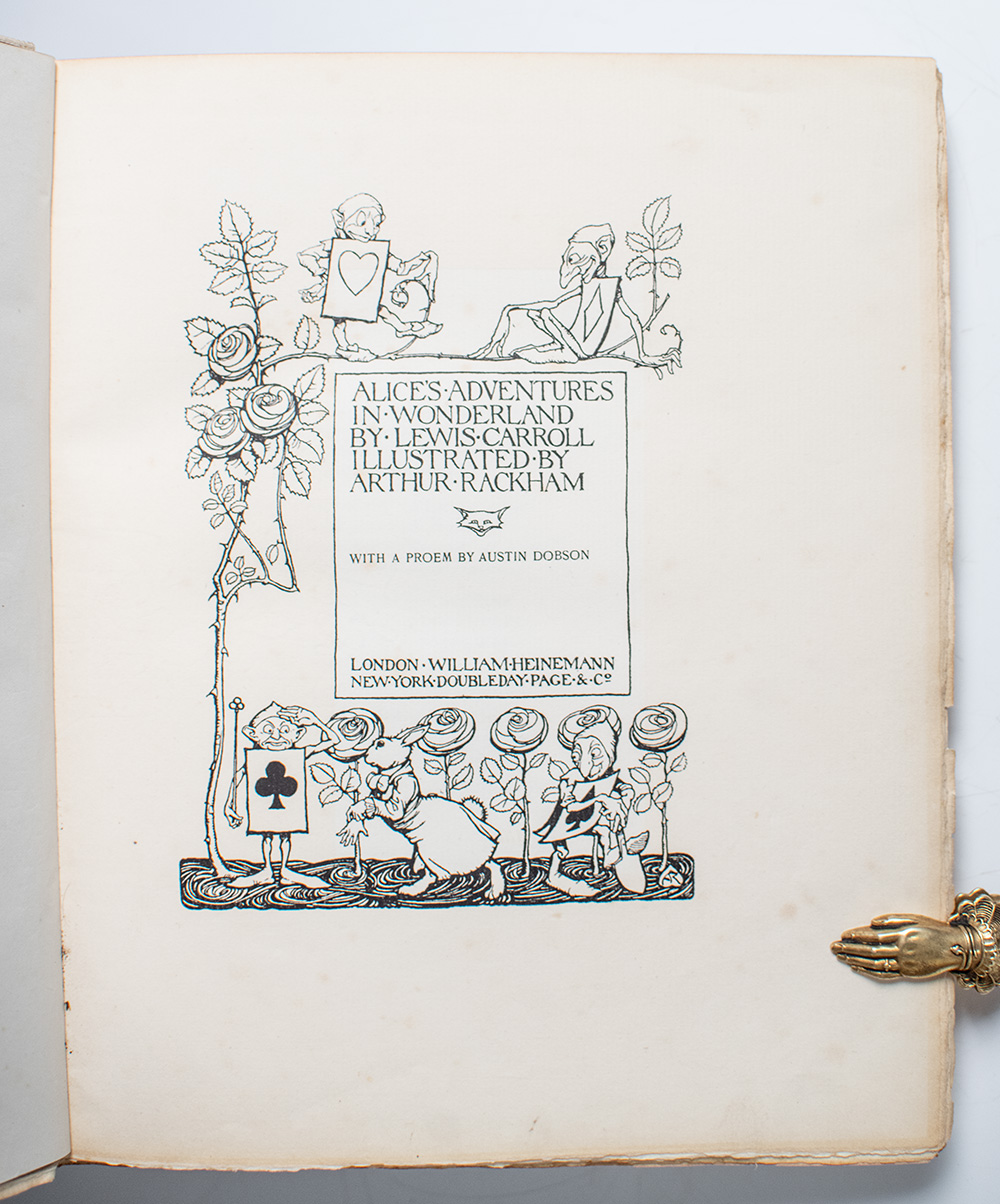 ALICE'S·ADVENTURES
IN·WONDERLAND
BY·LEWIS·CARROLL
ILLUSTRATED·BY
ARTHUR·RACKHAM
WITH A PROEM BY AUSTIN DOBSON
LONDON·WILLIAM·HEINEMANN
NEW·YORK·DOUBLEDAY·PAGE·&·Cº